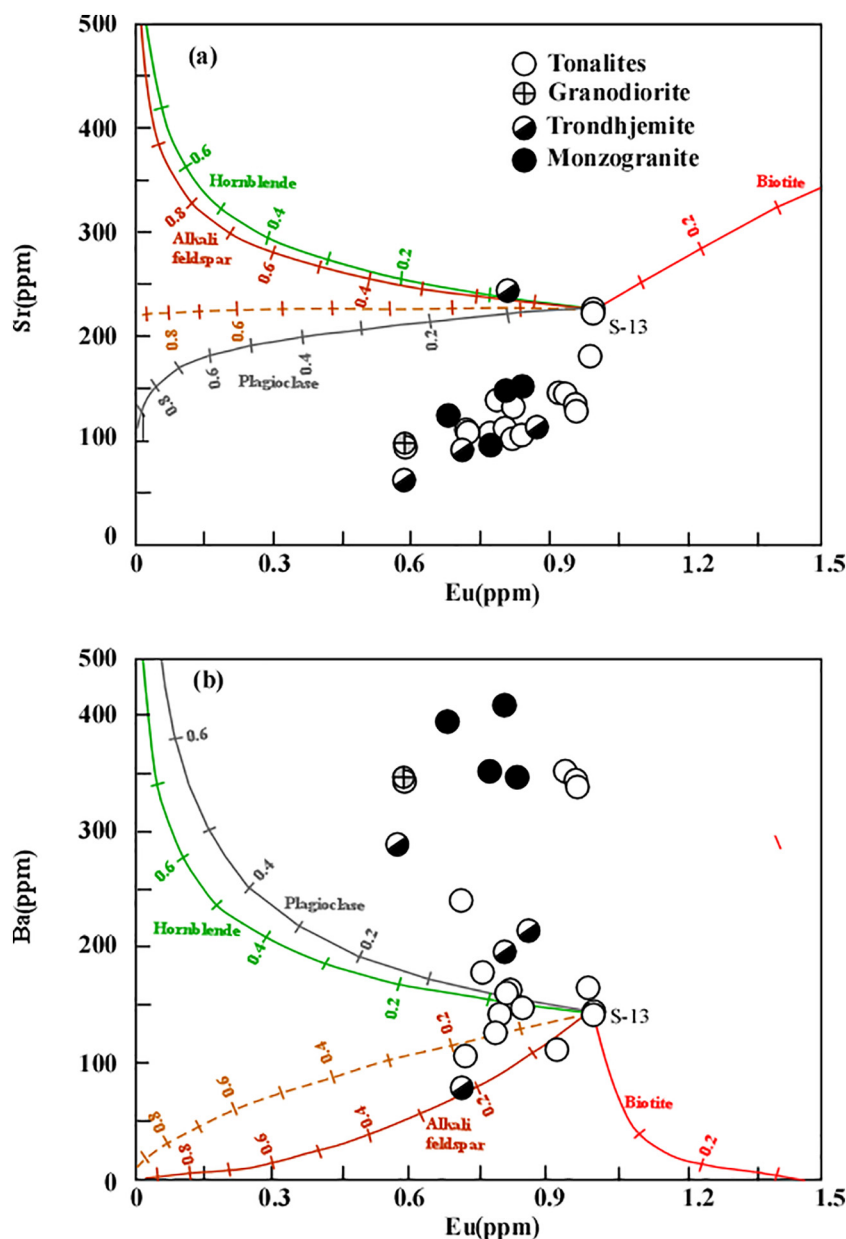 500
(a)
Tonalites
Granodiorite
Trondhjemite
Monzogranite
400
0.6
Hornblende
Biotite
300
0.8
0.4
0.2
Alkali
feldspar
0.6
0.2
0.4
Sr(ppm)
200
0.8
0.6
0.2
S-13
0.4
0.6
Plagioclase
0.8
100
0
0
0.3
0.6
0.9
1.2
1.5
Eu(ppm)
500
(b)
400
0.6
300
0.6
0.4
Plagioclase
Ba(ppm)
Hornblende
200
0.4
0.2
0.2
S-13
0.2
0.4
100
0.6
0.2
Biotite
0.8
0.4
Alkali
feldspar
0.2
0.6
0.8
0
0
0.3
0.6
0.9
1.2
1.5
Eu(ppm)